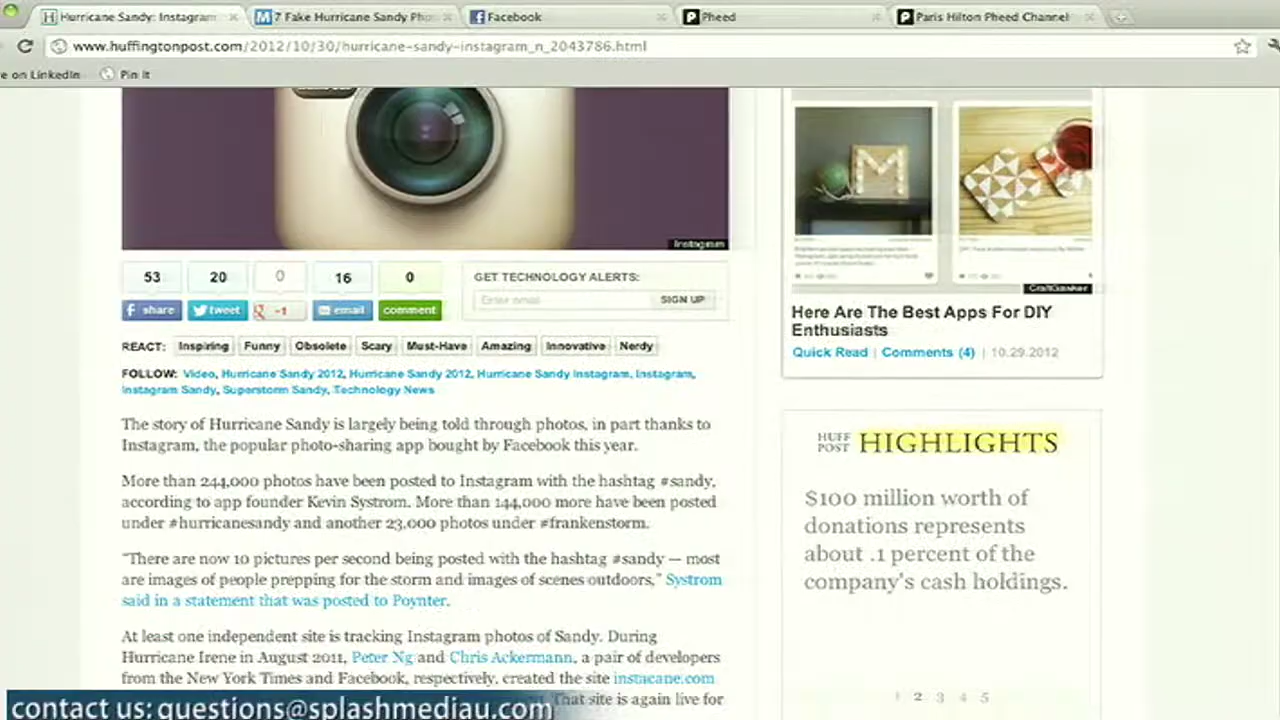 Hurricane Sandy: Instagram
7 Fake Hurricane Sandy Pho
Facebook
Pheed
Paris Hilton Pheed Channel
www.huffingtonpost.com/2012/10/30/hurricane-sandy-instagram_n_2043786.html
e on LinkedIn
Pin It
Instagram
53
20
0
16
0
GET TECHNOLOGY ALERTS:
Enter email
SIGN UP
share
tweet
+1
email
comment
REACT:
Inspiring
Funny
Obsolete
Scary
Must-Have
Amazing
Innovative
Nerdy
FOLLOW: Video, Hurricane Sandy 2012, Hurricane Sandy 2012, Hurricane Sandy Instagram, Instagram,
Instagram Sandy, Superstorm Sandy, Technology News
The story of Hurricane Sandy is largely being told through photos, in part thanks to
Instagram, the popular photo-sharing app bought by Facebook this year.
More than 244,000 photos have been posted to Instagram with the hashtag #sandy,
according to app founder Kevin Systrom. More than 144,000 more have been posted
under #hurricanesandy and another 23,000 photos under #frankenstorm.
"There are now 10 pictures per second being posted with the hashtag #sandy — most
are images of people prepping for the storm and images of scenes outdoors," Systrom
said in a statement that was posted to Poynter.
At least one independent site is tracking Instagram photos of Sandy. During
Hurricane Irene in August 2011, Peter Ng and Chris Ackermann, a pair of developers
from the New York Times and Facebook, respectively, created the site instacane.com
That site is again live for
M
Here Are The Best Apps For DIY
Enthusiasts
Quick Read | Comments (4) | 10.29.2012
HUFF
POST
HIGHLIGHTS
$100 million worth of
donations represents
about .1 percent of the
company's cash holdings.
1 2 3 4 5
contact us: questions@splashmediau.com